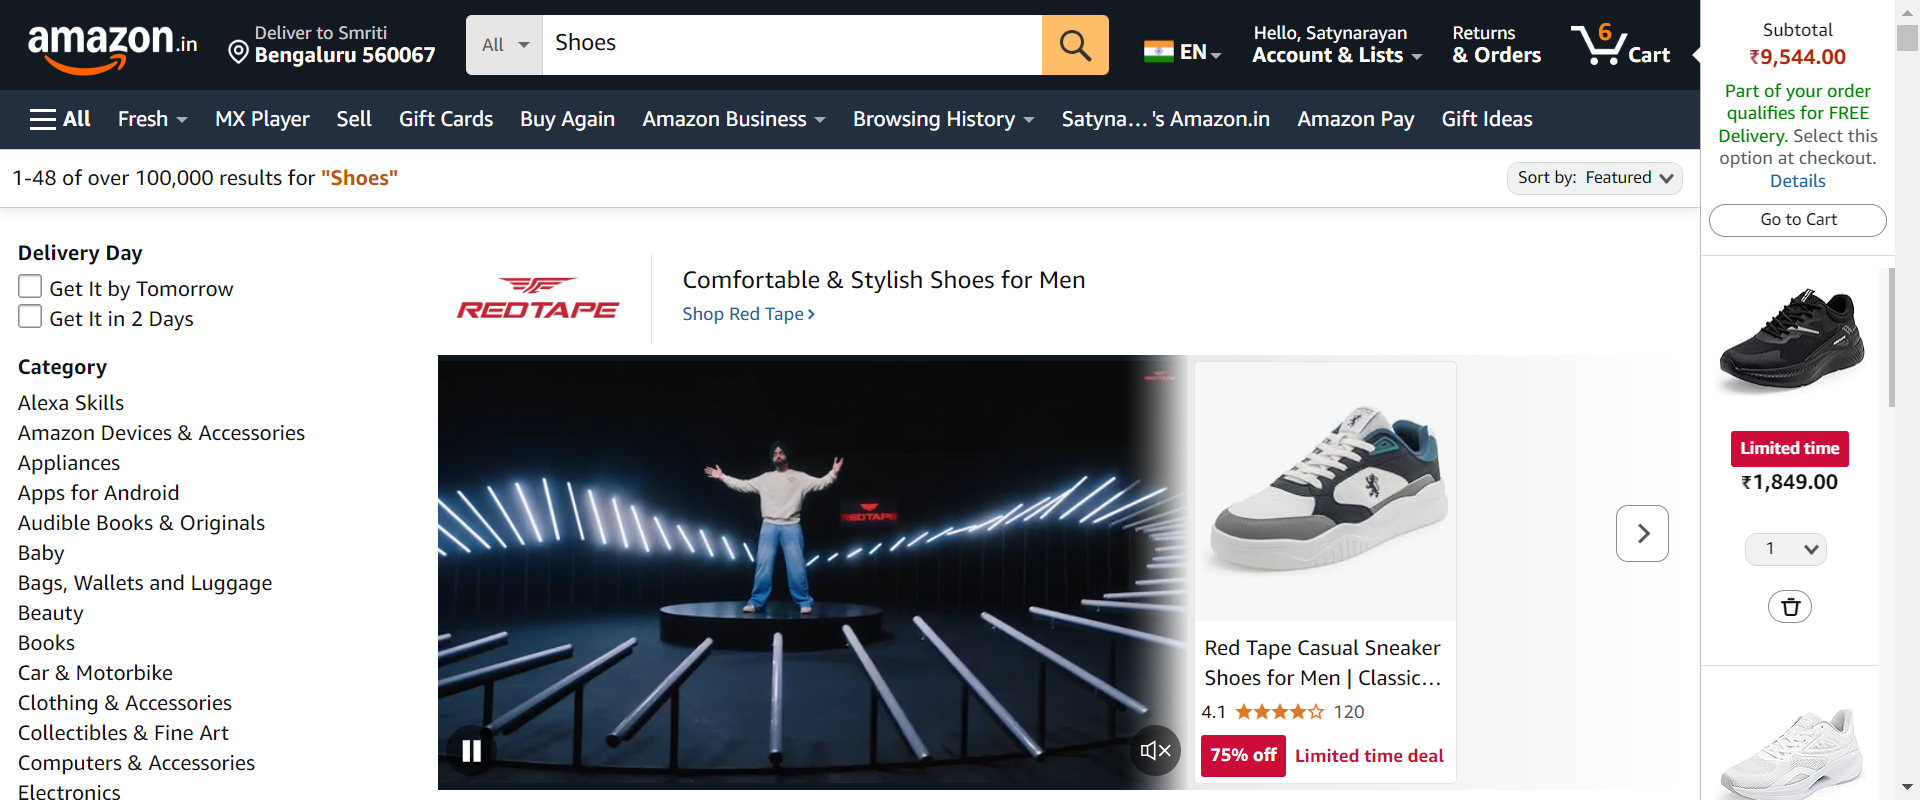 amazon.in
Deliver to Smriti
Bengaluru 560067
All
Shoes
EN
Hello, Satynarayan
Account & Lists
Returns
& Orders
6
Cart
All
Fresh
MX Player
Sell
Gift Cards
Buy Again
Amazon Business
Browsing History
Satyna...'s Amazon.in
Amazon Pay
Gift Ideas
1-48 of over 100,000 results for "Shoes"
Sort by: Featured
Delivery Day
Get It by Tomorrow
Get It in 2 Days
Category
Alexa Skills
Amazon Devices & Accessories
Appliances
Apps for Android
Audible Books & Originals
Baby
Bags, Wallets and Luggage
Beauty
Books
Car & Motorbike
Clothing & Accessories
Collectibles & Fine Art
Computers & Accessories
Electronics
REDTAPE
Comfortable & Stylish Shoes for Men
Shop Red Tape
REDTAPE
REDTAPE
Red Tape Casual Sneaker
Shoes for Men | Classic...
4.1
120
75% off
Limited time deal
Subtotal
₹9,544.00
Part of your order
qualifies for FREE
Delivery. Select this
option at checkout.
Details
Go to Cart
Limited time
₹1,849.00
1